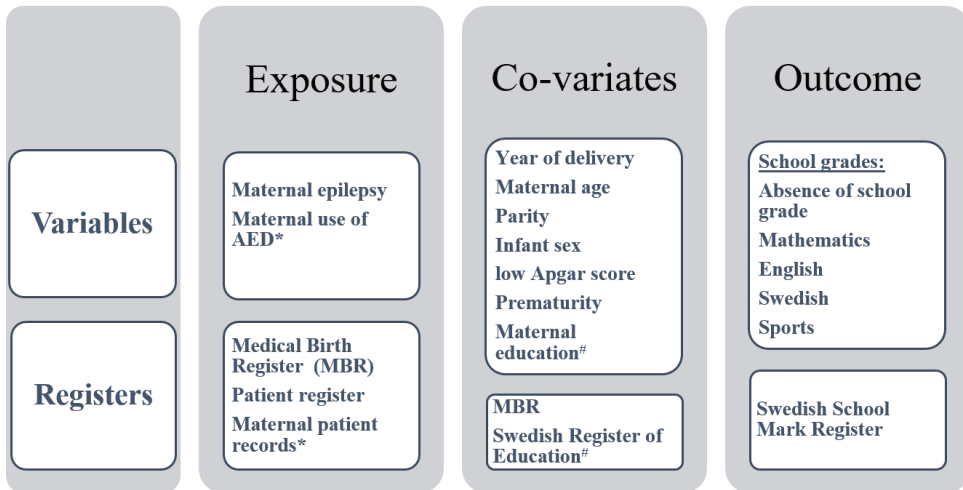 Exposure
Co-variates
Outcome
Variables
Maternal epilepsy
Maternal use of
AED*
Year of delivery
Maternal age
Parity
Infant sex
low Apgar score
Prematurity
Maternal
education#
School grades:
Absence of school
grade
Mathematics
English
Swedish
Sports
Registers
Medical Birth
Register (MBR)
Patient register
Maternal patient
records*
MBR
Swedish Register of
Education#
Swedish School
Mark Register